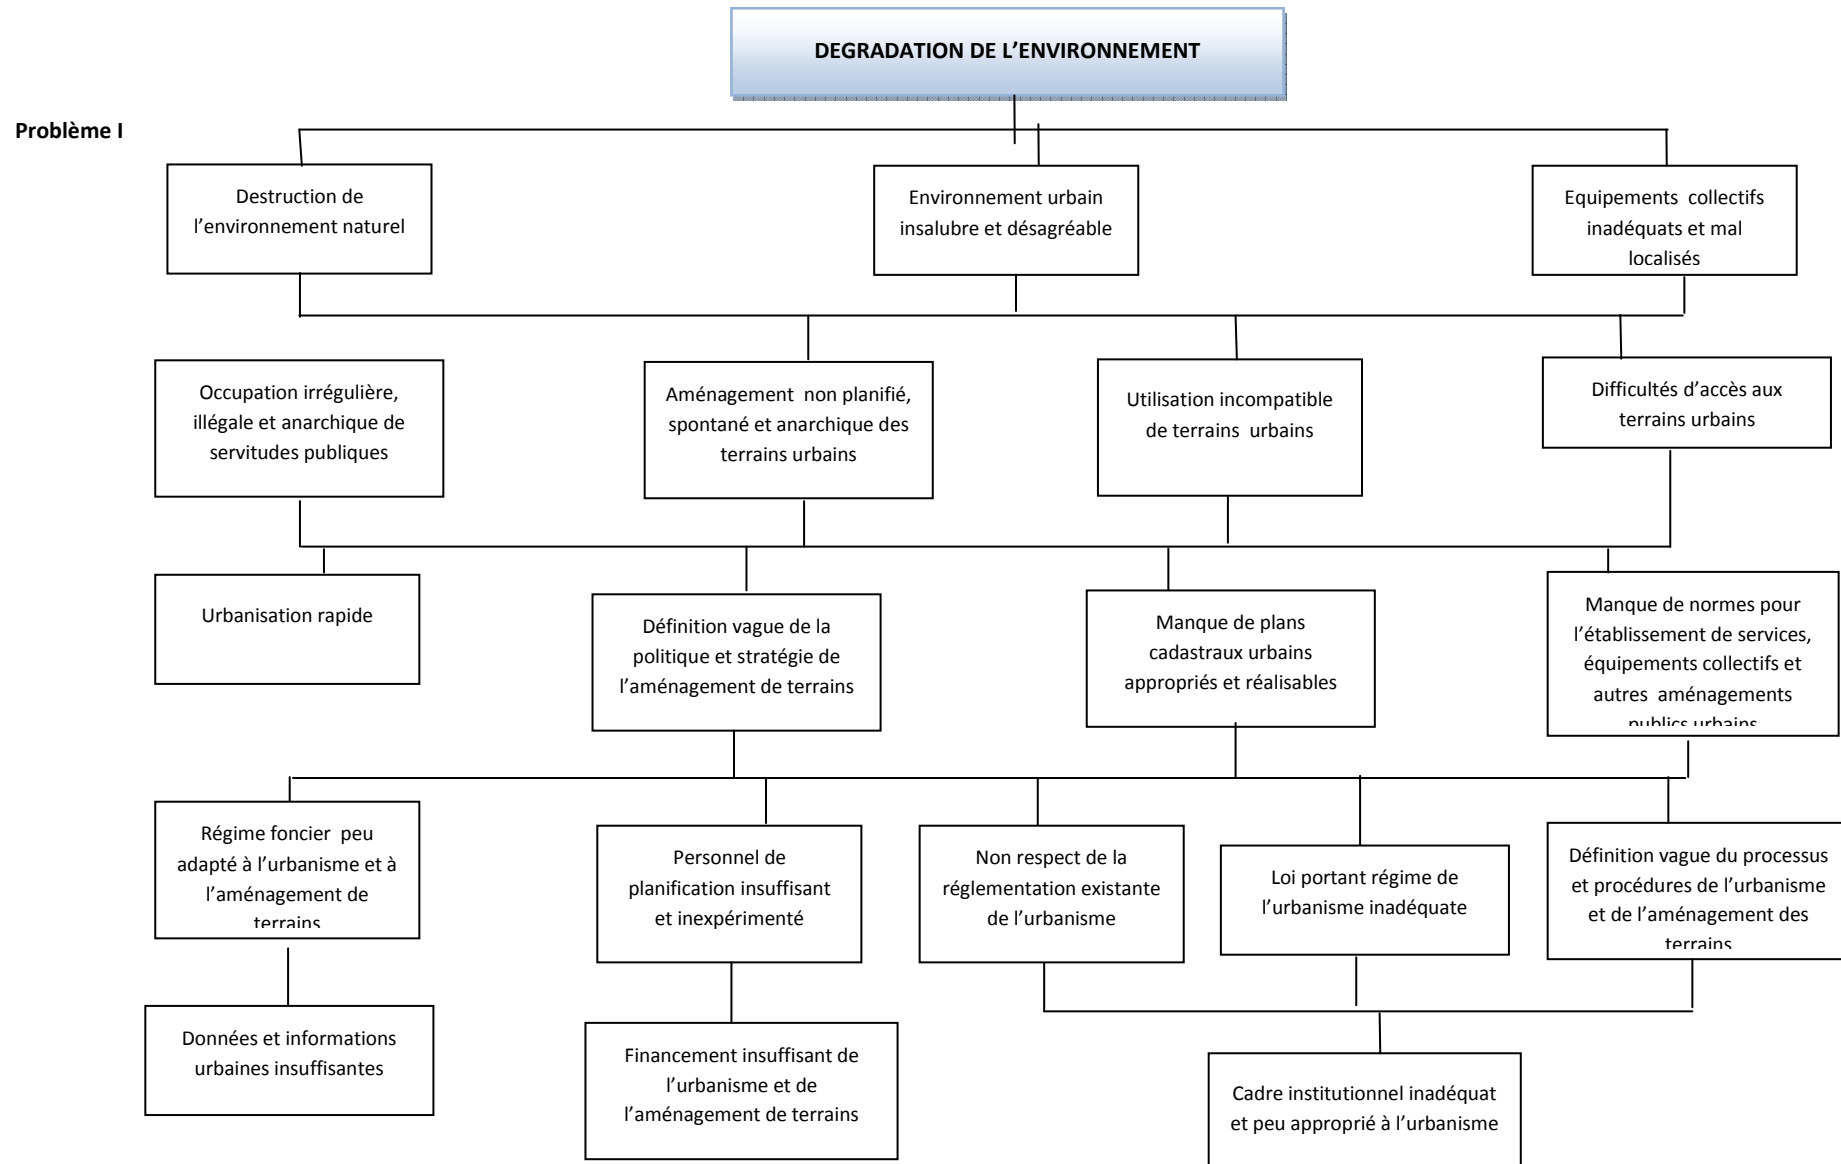 DEGRADATION DE L’ENVIRONNEMENT
Problème I
Destruction de
l’environnement naturel
Environnement urbain
insalubre et désagréable
Equipements collectifs
inadéquats et mal
localisés
Occupation irrégulière,
illégale et anarchique de
servitudes publiques
Aménagement non planifié,
spontané et anarchique des
terrains urbains
Utilisation incompatible
de terrains urbains
Difficultés d’accès aux
terrains urbains
Urbanisation rapide
Définition vague de la
politique et stratégie de
l’aménagement de terrains
Manque de plans
cadastraux urbains
appropriés et réalisables
Manque de normes pour
l’établissement de services,
équipements collectifs et
autres aménagements
publics urbains
Régime foncier peu
adapté à l’urbanisme et à
l’aménagement de
terrains
Personnel de
planification insuffisant
et inexpérimenté
Non respect de la
réglementation existante
de l’urbanisme
Loi portant régime de
l’urbanisme inadéquate
Définition vague du processus
et procédures de l’urbanisme
et de l’aménagement des
terrains
Données et informations
urbaines insuffisantes
Financement insuffisant de
l’urbanisme et de
l’aménagement de terrains
Cadre institutionnel inadéquat
et peu approprié à l’urbanisme